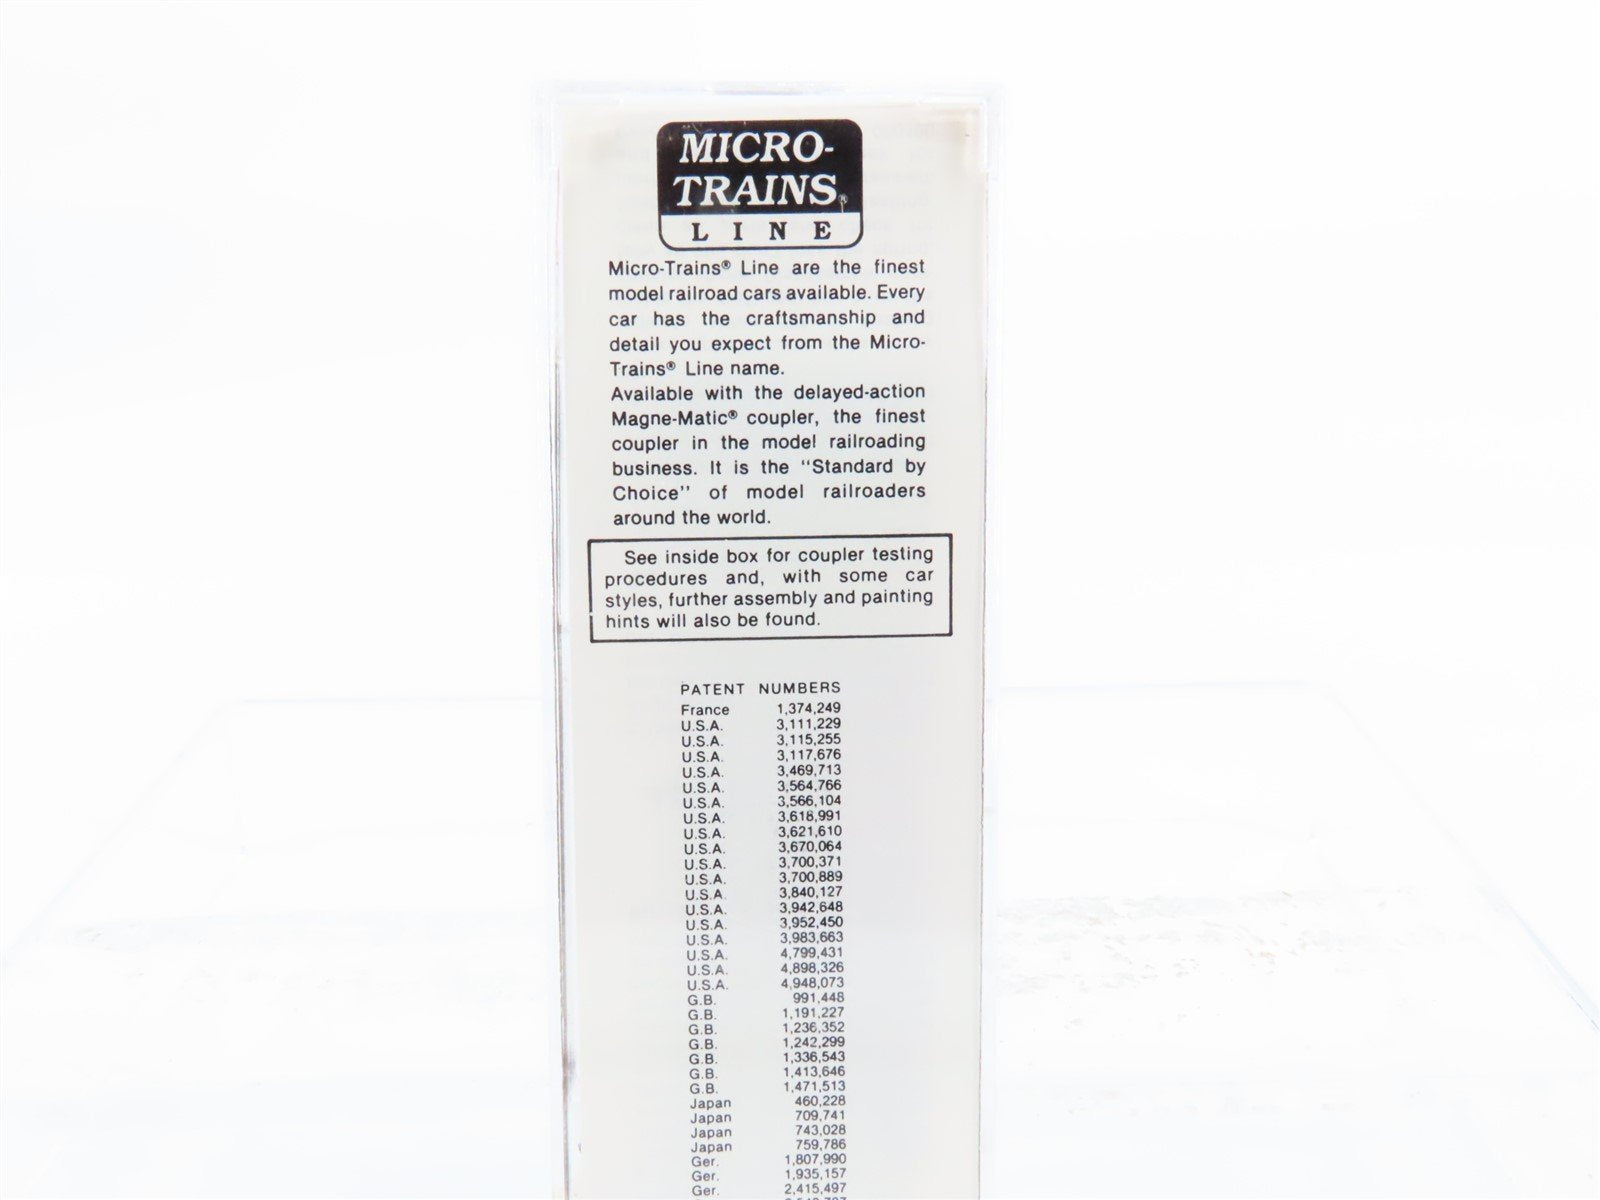 MICRO-
TRAINS®
LINE
Micro-Trains® Line are the finest
model railroad cars available. Every
car has the craftsmanship and
detail you expect from the Micro-
Trains® Line name.
Available with the delayed-action
Magne-Matic® coupler, the finest
coupler in the model railroading
business. It is the "Standard by
Choice" of model railroaders
around the world.
See inside box for coupler testing
procedures and, with some car
styles, further assembly and painting
hints will also be found.
PATENT NUMBERS
France 1,374,249
U.S.A. 3,111,229
U.S.A. 3,115,255
U.S.A. 3,117,676
U.S.A. 3,469,713
U.S.A. 3,564,766
U.S.A. 3,566,104
U.S.A. 3,618,991
U.S.A. 3,621,610
U.S.A. 3,670,064
U.S.A. 3,700,371
U.S.A. 3,700,889
U.S.A. 3,840,127
U.S.A. 3,942,648
U.S.A. 3,952,450
U.S.A. 3,983,663
U.S.A. 4,799,431
U.S.A. 4,898,326
U.S.A. 4,948,073
G.B. 991,448
G.B. 1,191,227
G.B. 1,236,352
G.B. 1,242,299
G.B. 1,336,543
G.B. 1,413,646
G.B. 1,471,513
Japan 460,228
Japan 709,741
Japan 743,028
Japan 759,786
Ger. 1,807,990
Ger. 1,935,157
Ger. 2,415,497